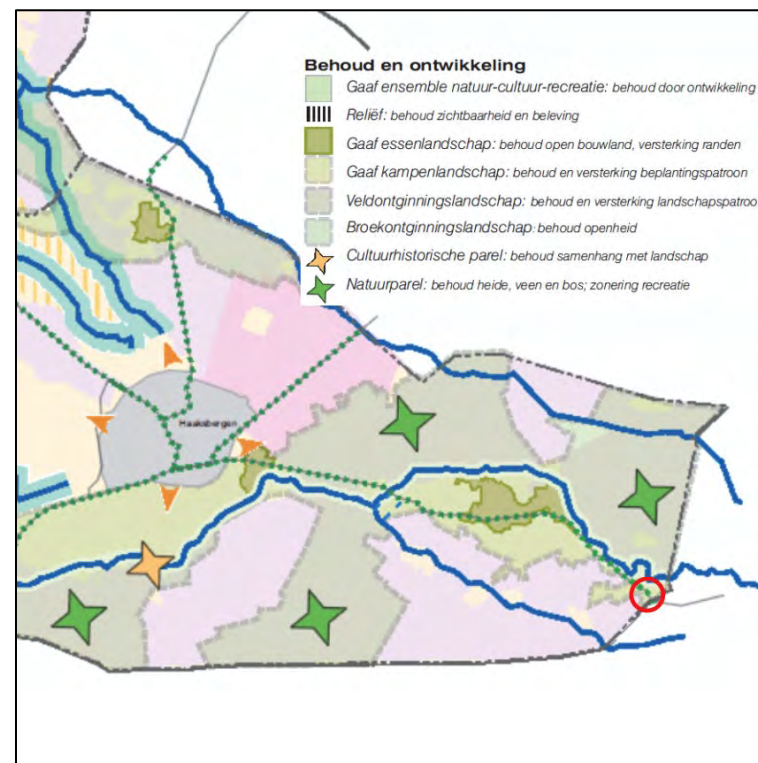 Behoud en ontwikkeling
Gaaf ensemble natuur-cultuur-recreatie: behoud door ontwikkeling
Reliëf: behoud zichtbaarheid en beleving
Gaaf essenlandschap: behoud open bouwland, versterking randen
Gaaf kampenlandschap: behoud en versterking beplantingspatroon
Veldontginningslandschap: behoud en versterking landschapspatroo
Broekontginningslandschap: behoud openheid
Cultuurhistorische parel: behoud samenhang met landschap
Natuurparel: behoud heide, veen en bos; zonering recreatie
Haaksbergen